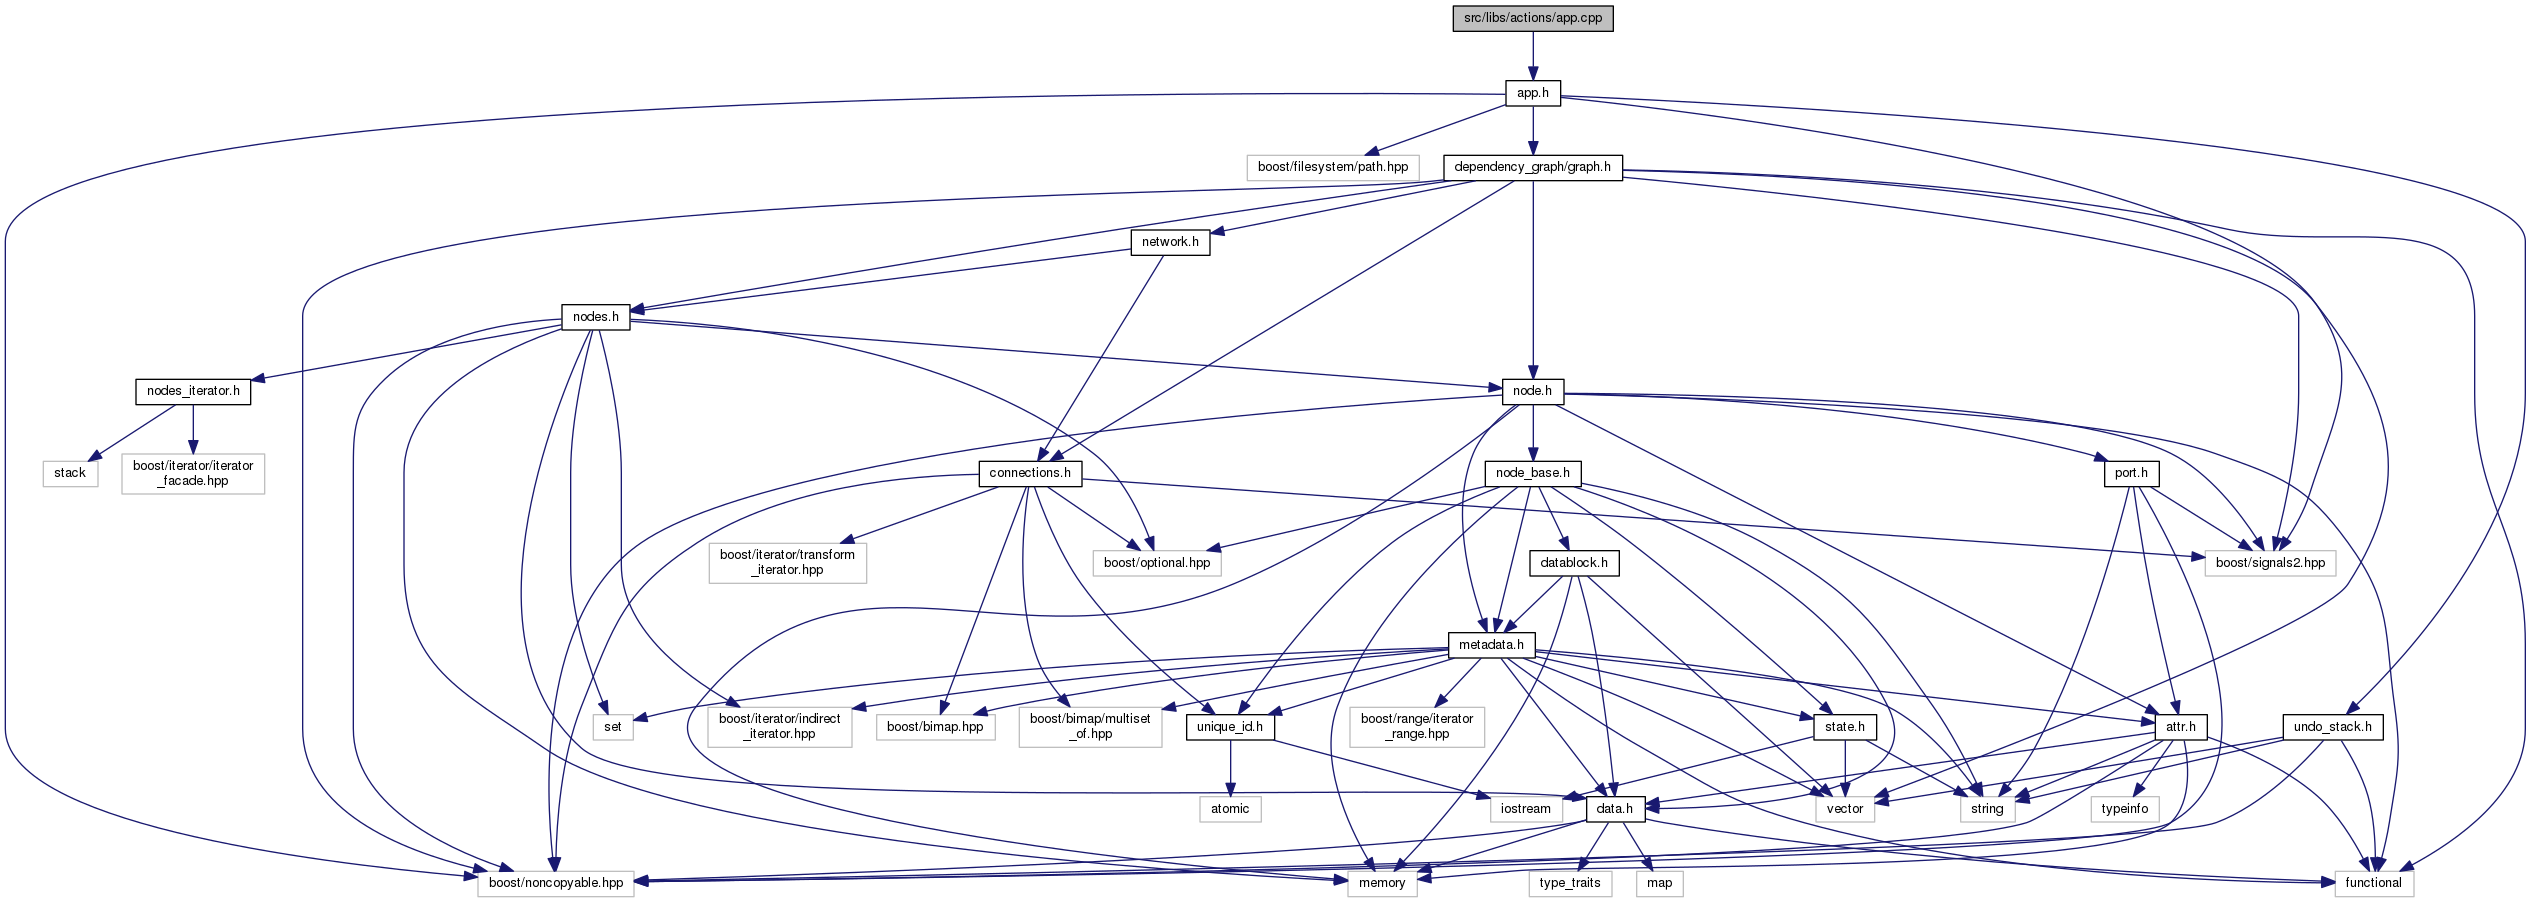 src/libs/actions/app.cpp
app.h
boost/filesystem/path.hpp
dependency_graph/graph.h
network.h
nodes.h
nodes_iterator.h
node.h
stack
boost/iterator/iterator
_facade.hpp
connections.h
node_base.h
port.h
boost/iterator/transform
_iterator.hpp
boost/optional.hpp
datablock.h
boost/signals2.hpp
metadata.h
set
boost/iterator/indirect
_iterator.hpp
boost/bimap.hpp
boost/bimap/multiset
_of.hpp
unique_id.h
boost/range/iterator
_range.hpp
state.h
attr.h
undo_stack.h
atomic
iostream
data.h
vector
string
typeinfo
boost/noncopyable.hpp
memory
type_traits
map
functional